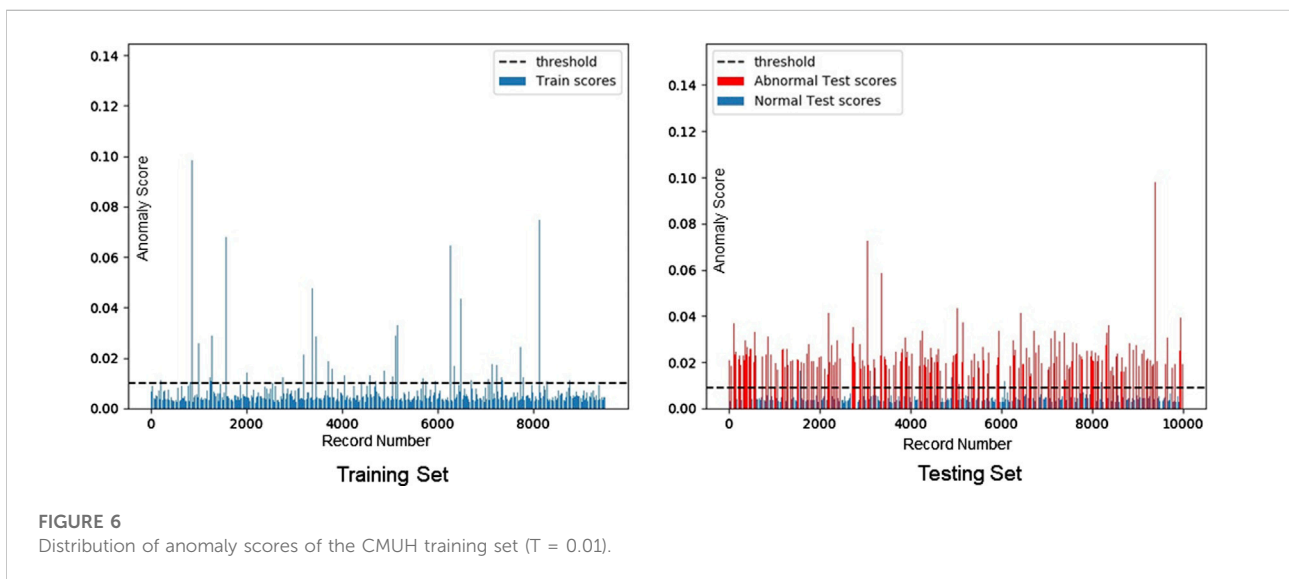 0.14
0.12
0.10
0.08
0.06
0.04
0.02
0.00
Anomaly Score
threshold
Train scores
0 2000 4000 6000 8000
Record Number
Training Set
0.14
0.12
0.10
0.08
0.06
0.04
0.02
0.00
Anomaly Score
threshold
Abnormal Test scores
Normal Test scores
0 2000 4000 6000 8000 10000
Record Number
Testing Set
FIGURE 6
Distribution of anomaly scores of the CMUH training set (T = 0.01).